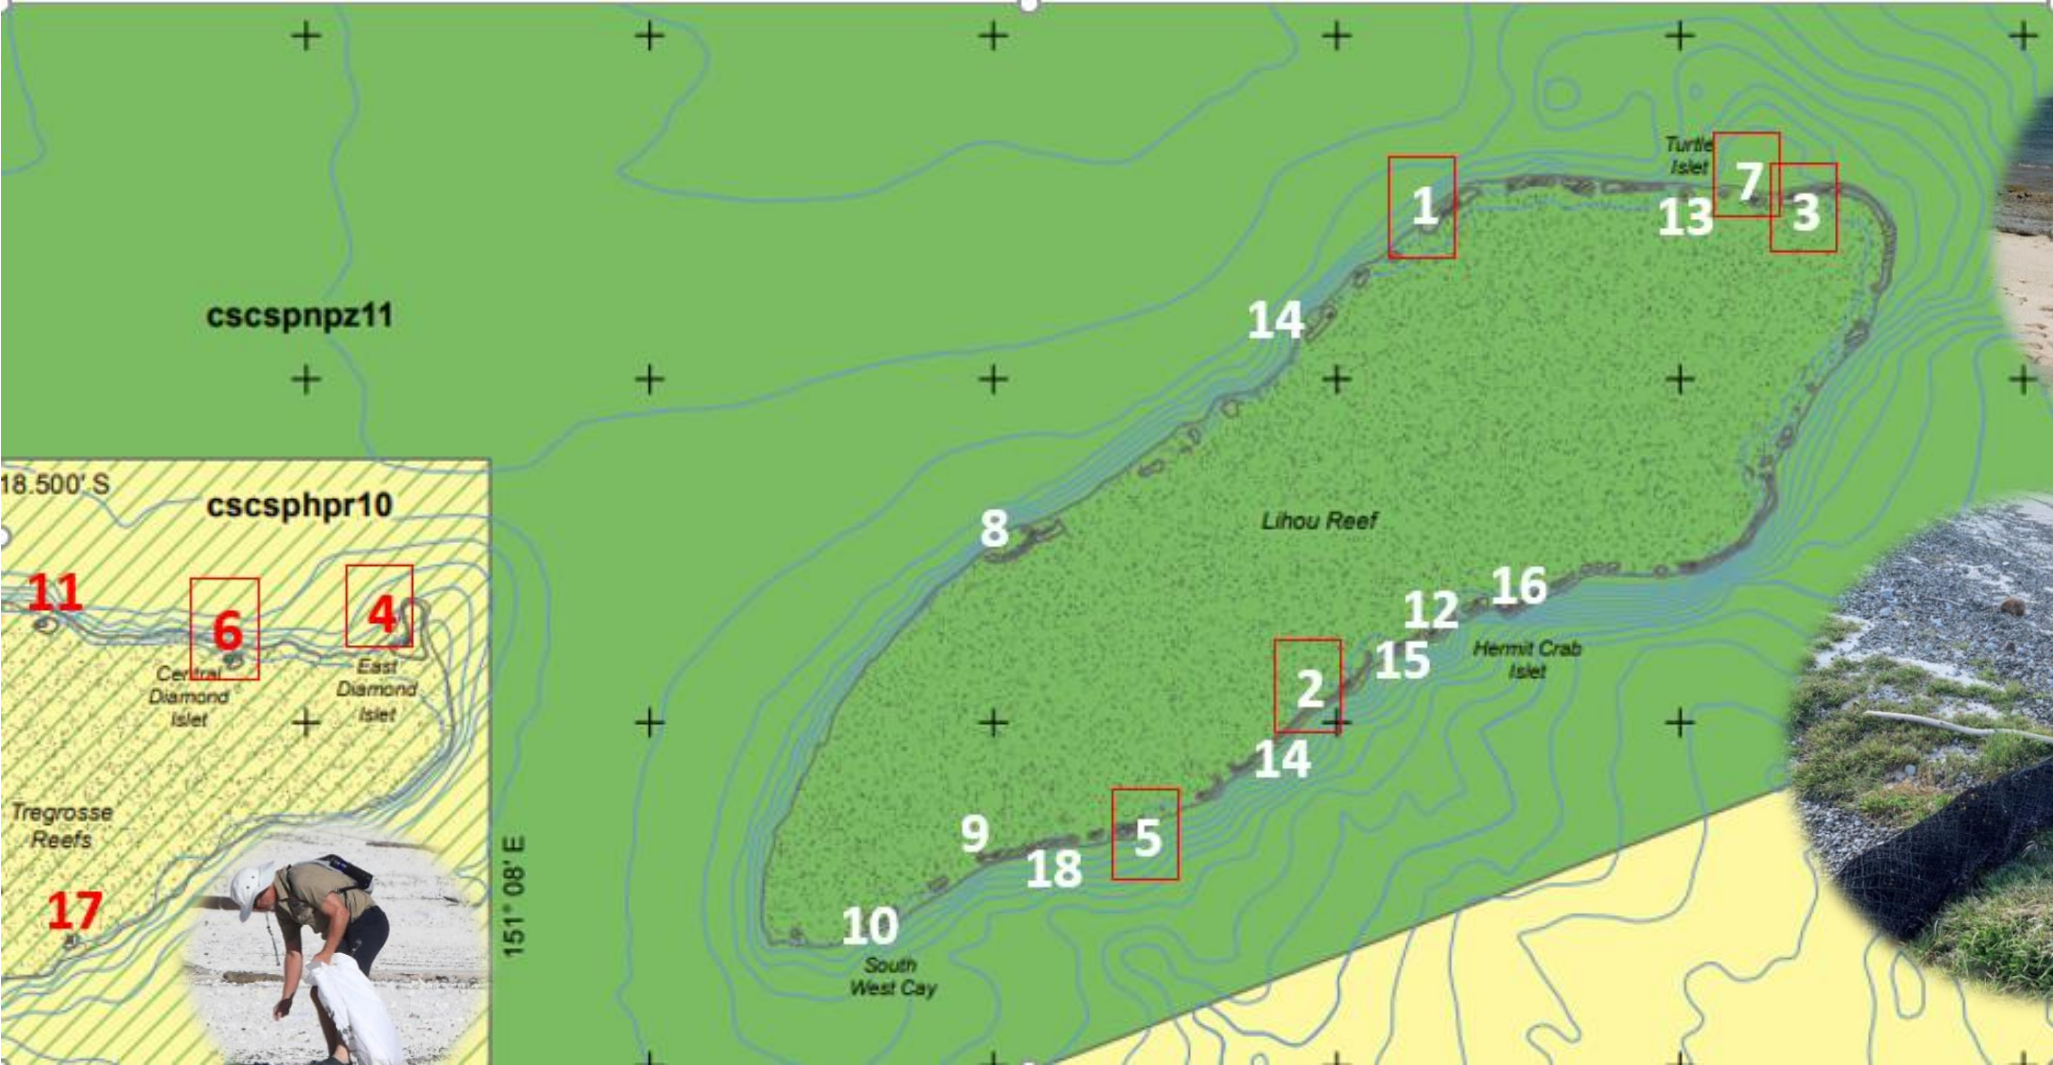 Turtle
Islet
7
1
3
13
cscspnpz11
14
18.500' S
cscsphpr10
Lihou Reef
8
11
6
4
16
12
Hermit Crab
Islet
15
2
Central
Diamond
Islet
East
Diamond
Islet
14
Tregrosse
Reefs
9
5
18
151° 08' E
17
10
South
West Cay